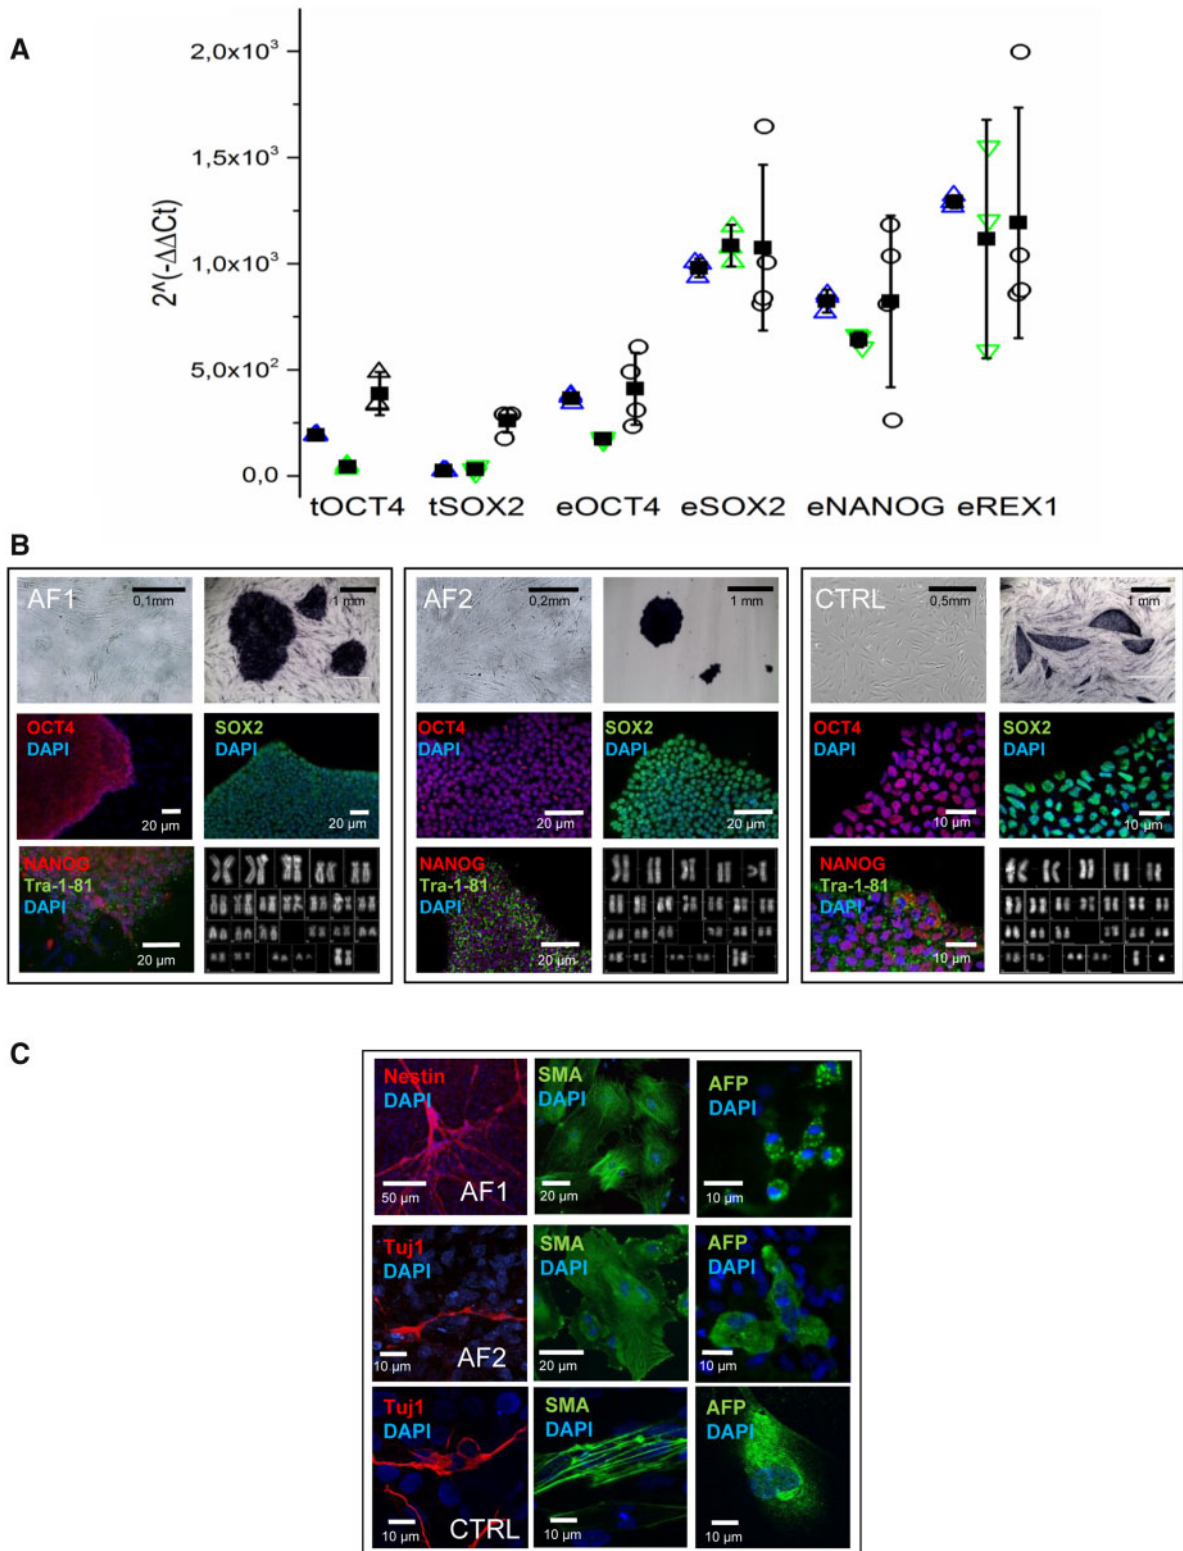 A
2,0x10³
1,5x10³
1,0x10³
5,0x10²
0,0
2^(-ΔΔCt)
tOCT4 tSOX2 eOCT4 eSOX2 eNANOG eREX1
B
AF1 0,1mm 1 mm
OCT4
DAPI
20 µm
SOX2
DAPI
20 µm
NANOG
Tra-1-81
DAPI
20 µm
AF2 0,2mm 1 mm
OCT4
DAPI
20 µm
SOX2
DAPI
20 µm
NANOG
Tra-1-81
DAPI
20 µm
CTRL 0,5mm 1 mm
OCT4
DAPI
10 µm
SOX2
DAPI
10 µm
NANOG
Tra-1-81
DAPI
10 µm
C
Nestin
DAPI
50 µm AF1
SMA
DAPI
20 µm
AFP
DAPI
10 µm
Tuj1
DAPI
10 µm AF2
SMA
DAPI
20 µm
AFP
DAPI
10 µm
Tuj1
DAPI
10 µm CTRL
SMA
DAPI
10 µm
AFP
DAPI
10 µm